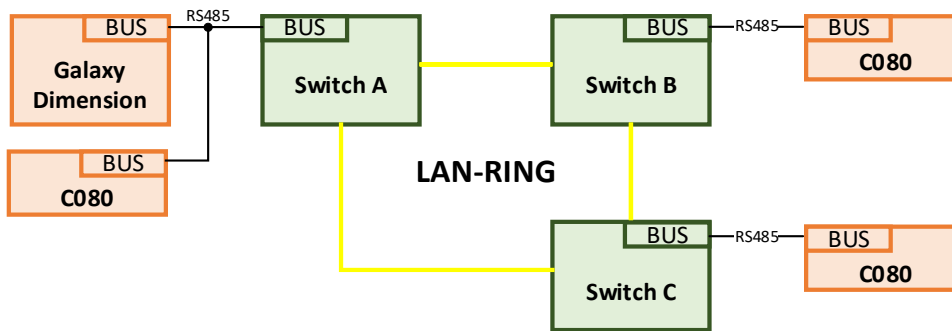 BUS
Galaxy
Dimension
RS485
BUS
Switch A
BUS
Switch B
RS485
BUS
C080
BUS
C080
LAN-RING
BUS
Switch C
RS485
BUS
C080